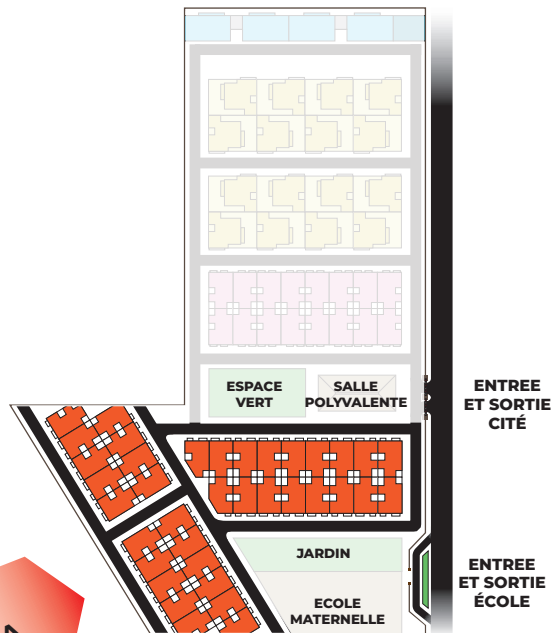 ESPACE
VERT
SALLE
POLYVALENTE
ENTREE
ET SORTIE
CITÉ
JARDIN
ECOLE
MATERNELLE
ENTREE
ET SORTIE
ÉCOLE